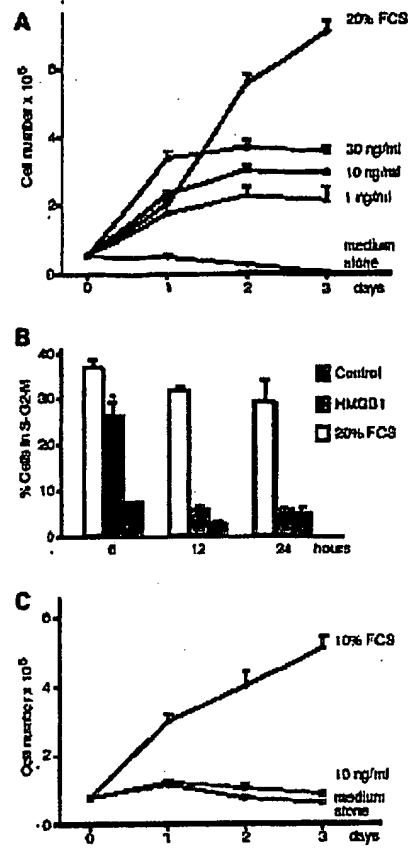 A
20% FCS
6
Cell number x 10⁵
4
30 ng/ml
10 ng/ml
2
1 ng/ml
medium
alone
0
0 1 2 3
days
B
40
% Cells in S-G2-M
30
20
10
0
Control
HMGB1
20% FCS
6 12 24 hours
C
6
10% FCS
Cell number x 10⁵
4
2
10 ng/ml
medium
alone
0
0 1 2 3
days